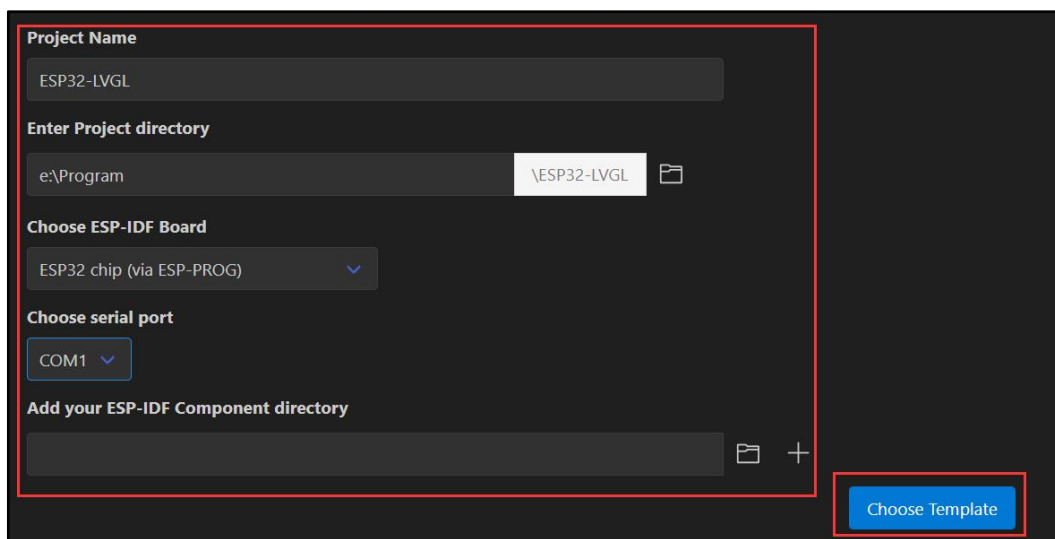 Project Name
ESP32-LVGL
Enter Project directory
e:\Program \ESP32-LVGL
Choose ESP-IDF Board
ESP32 chip (via ESP-PROG)
Choose serial port
COM1
Add your ESP-IDF Component directory
Choose Template